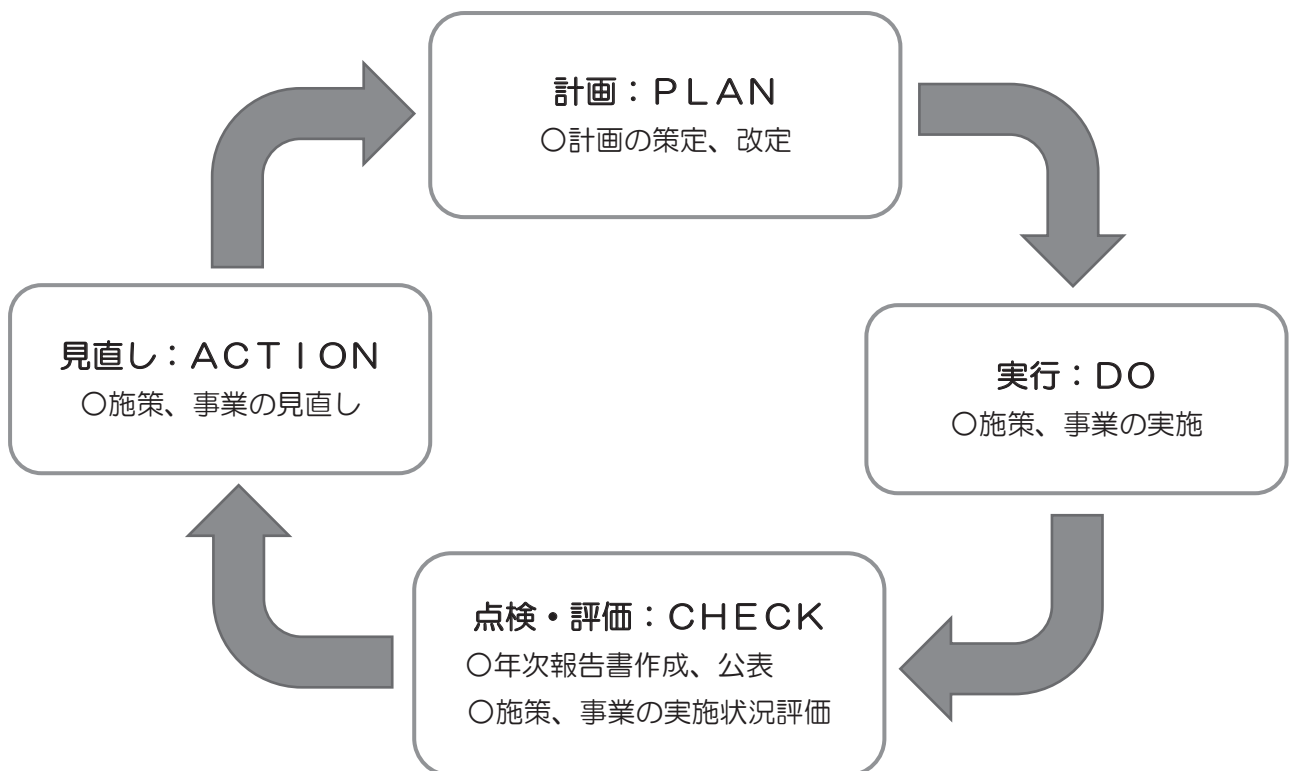 計画：ＰＬＡＮ
○計画の策定、改定
実行：ＤＯ
○施策、事業の実施
点検・評価：ＣＨＥＣＫ
○年次報告書作成、公表
○施策、事業の実施状況評価
見直し：ＡＣＴＩＯＮ
○施策、事業の見直し